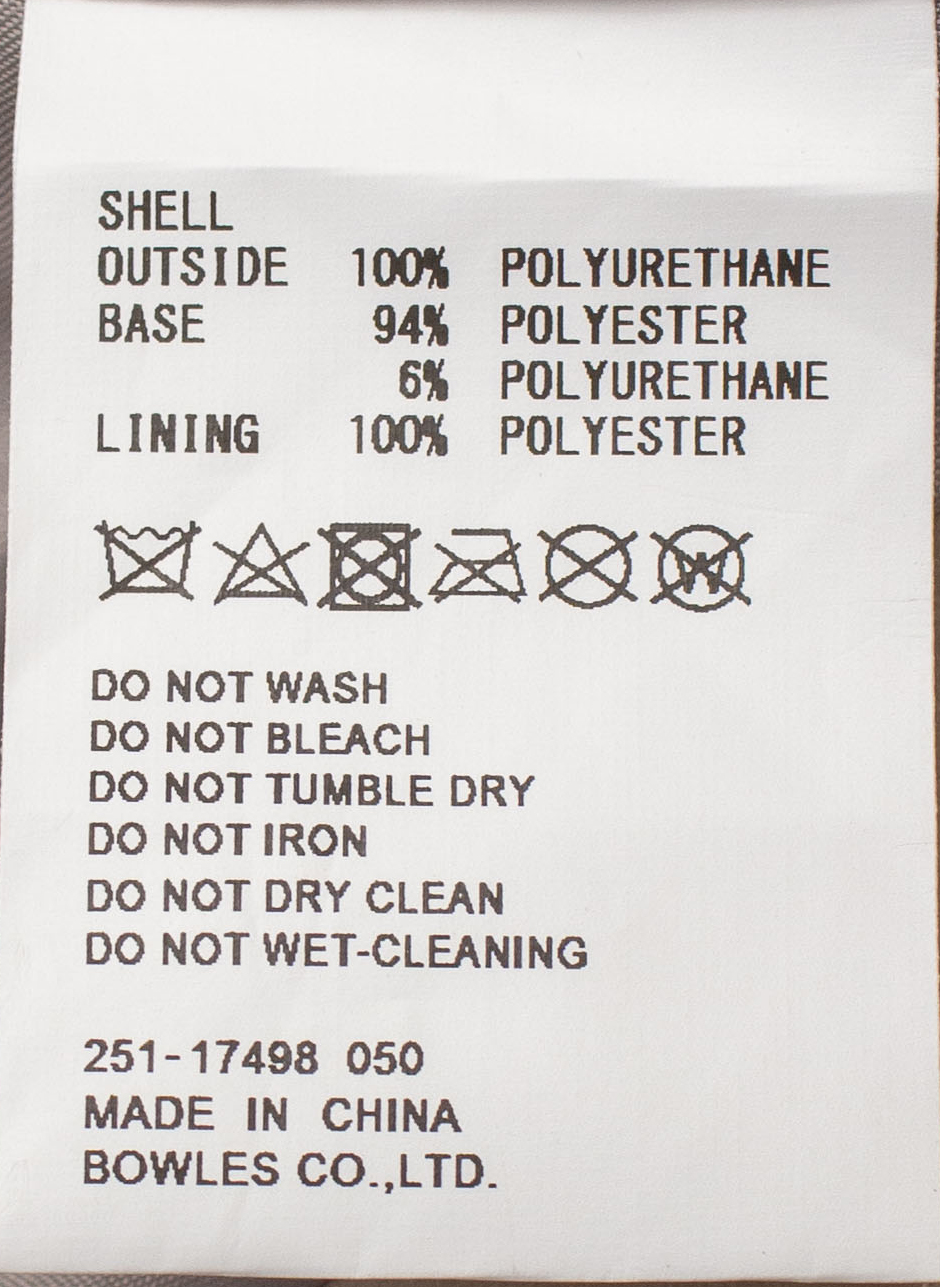 SHELL
OUTSIDE 100% POLYURETHANE
BASE 94% POLYESTER
6% POLYURETHANE
LINING 100% POLYESTER
W
DO NOT WASH
DO NOT BLEACH
DO NOT TUMBLE DRY
DO NOT IRON
DO NOT DRY CLEAN
DO NOT WET-CLEANING
251-17498 050
MADE IN CHINA
BOWLES CO.,LTD.